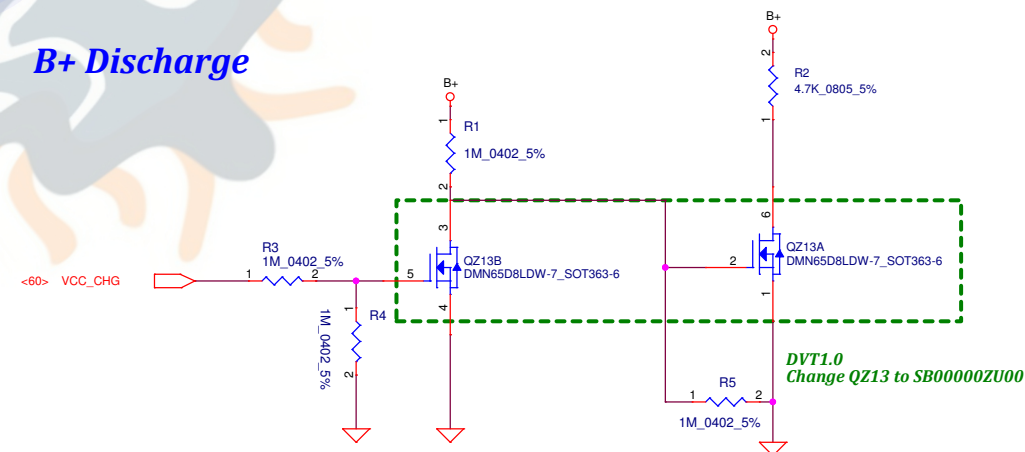 B+ Discharge
B+
2
R2
4.7K_0805_5%
1
B+
1
R1
1M_0402_5%
2
3
6
QZ13B
DMN65D8LDW-7_SOT363-6
5
4
QZ13A
DMN65D8LDW-7_SOT363-6
2
1
<60> VCC_CHG
R3
1M_0402_5%
1
2
1
R4
1M_0402_5%
2
DVT1.0
Change QZ13 to SB00000ZU00
R5
1
2
1M_0402_5%